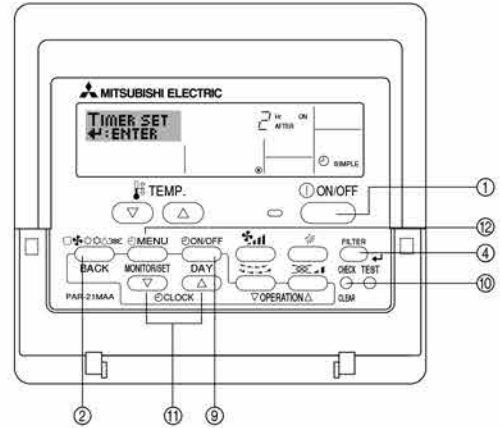 MITSUBISHI ELECTRIC
TIMER SET
↵:ENTER
2 Hr ON
AFTER
SIMPLE
TEMP.
ON/OFF
①
▽ △
⑫
MENU ON/OFF FILTER
④
BACK MONITOR/SET DAY CHECK TEST
⑩
PAR-21MAA ▽ △ ▽OPERATION△ CLEAR
CLOCK
② ⑪ ⑨